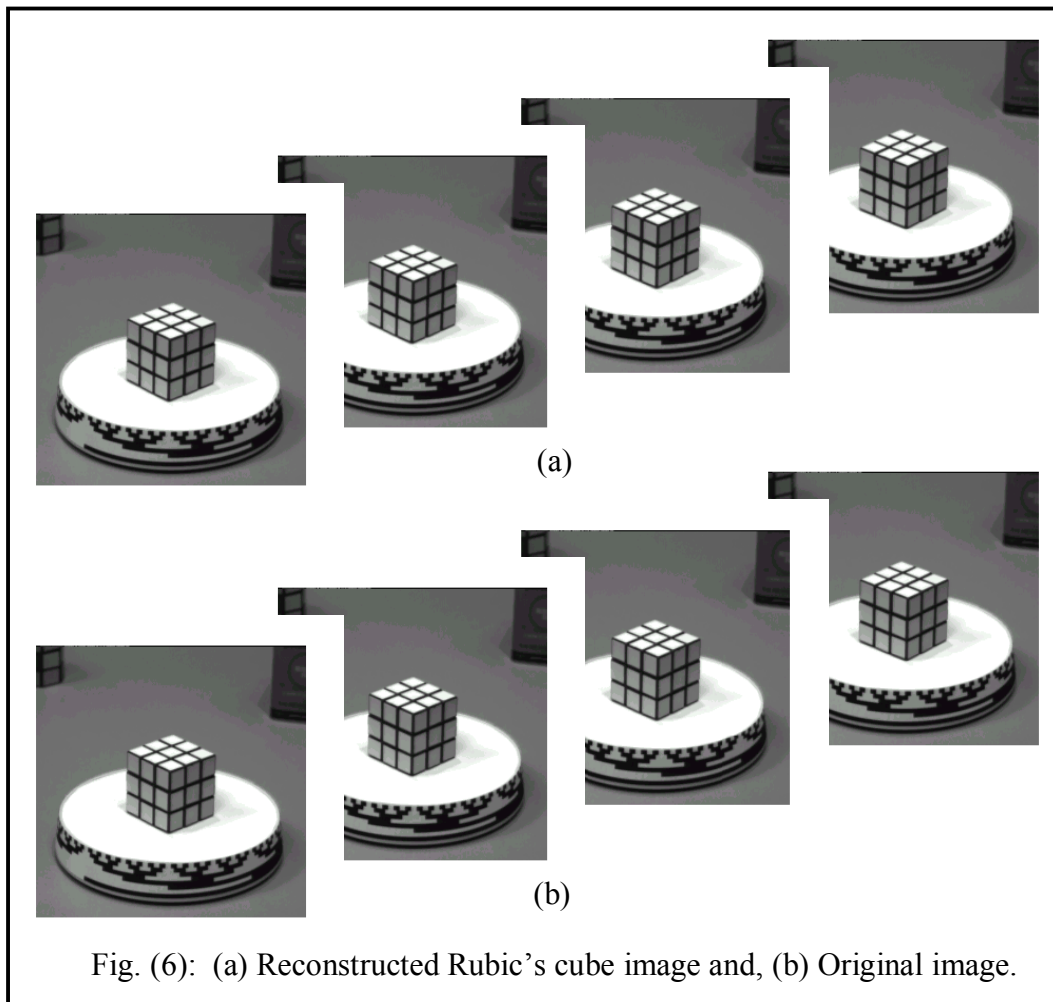 (a)
(b)
Fig. (6):  (a) Reconstructed Rubic’s cube image and, (b) Original image.